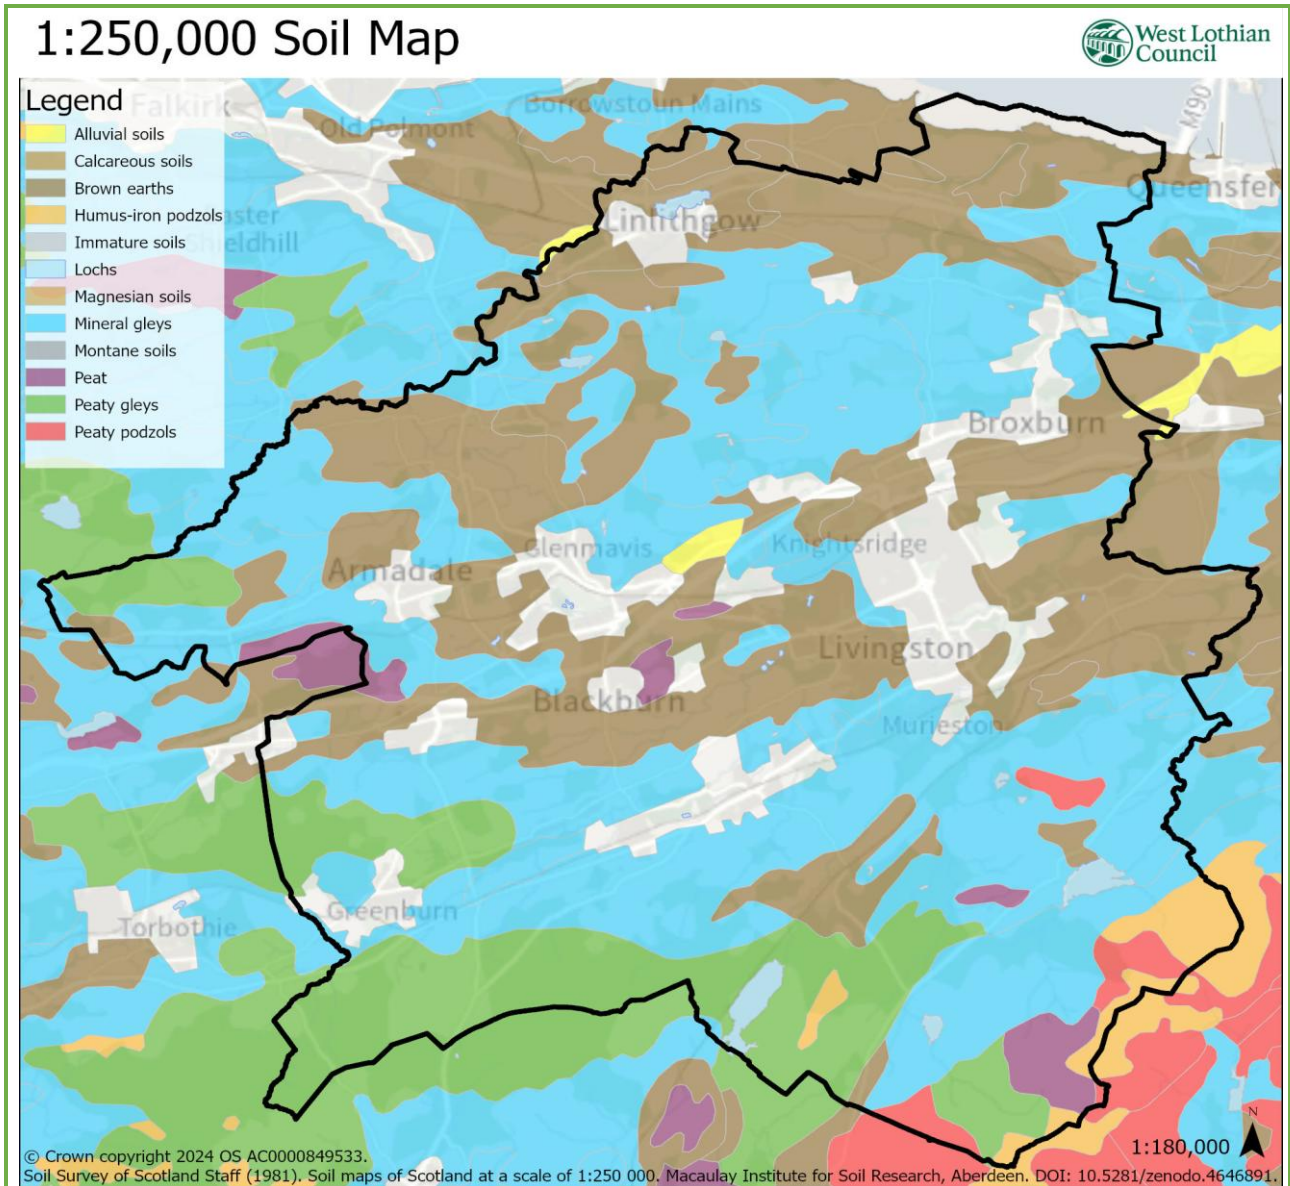 1:250,000 Soil Map
West Lothian
Council
Legend
Alluvial soils
Calcareous soils
Brown earths
Humus-iron podzols
Immature soils
Lochs
Magnesian soils
Mineral gleys
Montane soils
Peat
Peaty gleys
Peaty podzols
Falkirk
Old Polmont
Borrowstoun Mains
M90
Queensfer
aster
Shieldhill
Linlithgow
Broxburn
Glenmavis
Knightsridge
Armadale
Livingston
Blackburn
Murieston
Greenburn
Torbothie
N
1:180,000
© Crown copyright 2024 OS AC0000849533.
Soil Survey of Scotland Staff (1981). Soil maps of Scotland at a scale of 1:250 000. Macaulay Institute for Soil Research, Aberdeen. DOI: 10.5281/zenodo.4646891.